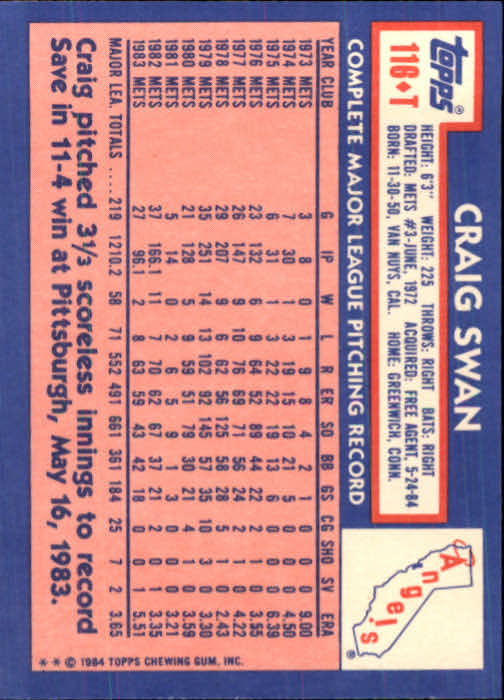 topps®
118♦T
CRAIG SWAN
HEIGHT: 6'3" WEIGHT: 225 THROWS: RIGHT BATS: RIGHT
DRAFTED: METS #3-JUNE, 1972 ACQUIRED: FREE AGENT, 5-24-84
BORN: 11-30-50, VAN NUYS, CAL. HOME: GREENWICH, CONN.
Angels
®
COMPLETE MAJOR LEAGUE PITCHING RECORD
YEAR CLUB G IP W L R ER SO BB GS CG SHO SV ERA
1973 METS 3 8 0 1 9 8 4 2 1 0 0 0 9.00
1974 METS 7 30 1 3 19 15 10 21 5 0 0 0 4.50
1975 METS 6 31 1 3 23 22 19 13 6 0 0 0 6.39
1976 METS 23 132 6 9 64 52 89 44 22 2 1 0 3.55
1977 METS 26 147 9 10 76 69 71 56 24 2 1 0 4.22
1978 METS 29 207 9 6 62 56 125 58 28 5 1 0 2.43
1979 METS 35 251 14 13 102 92 145 57 35 10 3 0 3.30
1980 METS 21 128 5 9 59 51 79 30 21 4 1 0 3.59
1981 METS 5 14 0 2 6 5 9 1 3 0 0 0 3.21
1982 METS 37 166.1 11 7 70 62 67 37 21 2 0 1 3.35
1983 METS 27 96.1 2 8 63 59 43 42 18 0 0 1 5.51
MAJOR LEA. TOTALS .....219 1210.2 58 71 552 491 661 361 184 25 7 2 3.65
Craig pitched 3⅓ scoreless innings to record
Save in 11-4 win at Pittsburgh, May 16, 1983.
**© 1984 TOPPS CHEWING GUM, INC.